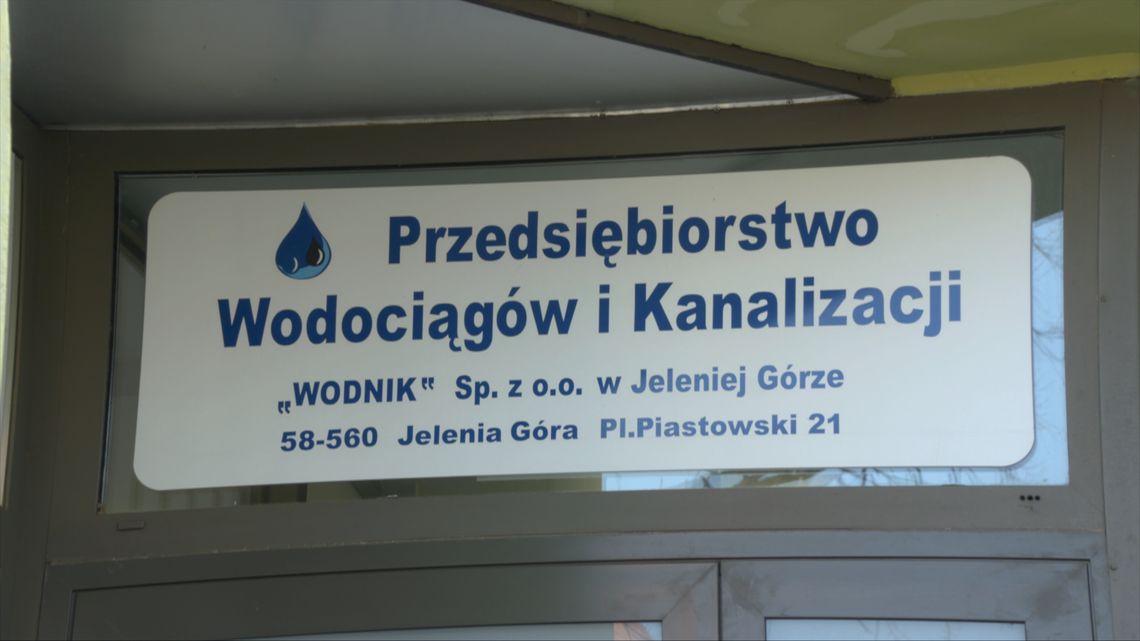 Przedsiębiorstwo
Wodociągów i Kanalizacji
„WODNIK" Sp. z o.o. w Jeleniej Górze
58-560 Jelenia Góra Pl.Piastowski 21